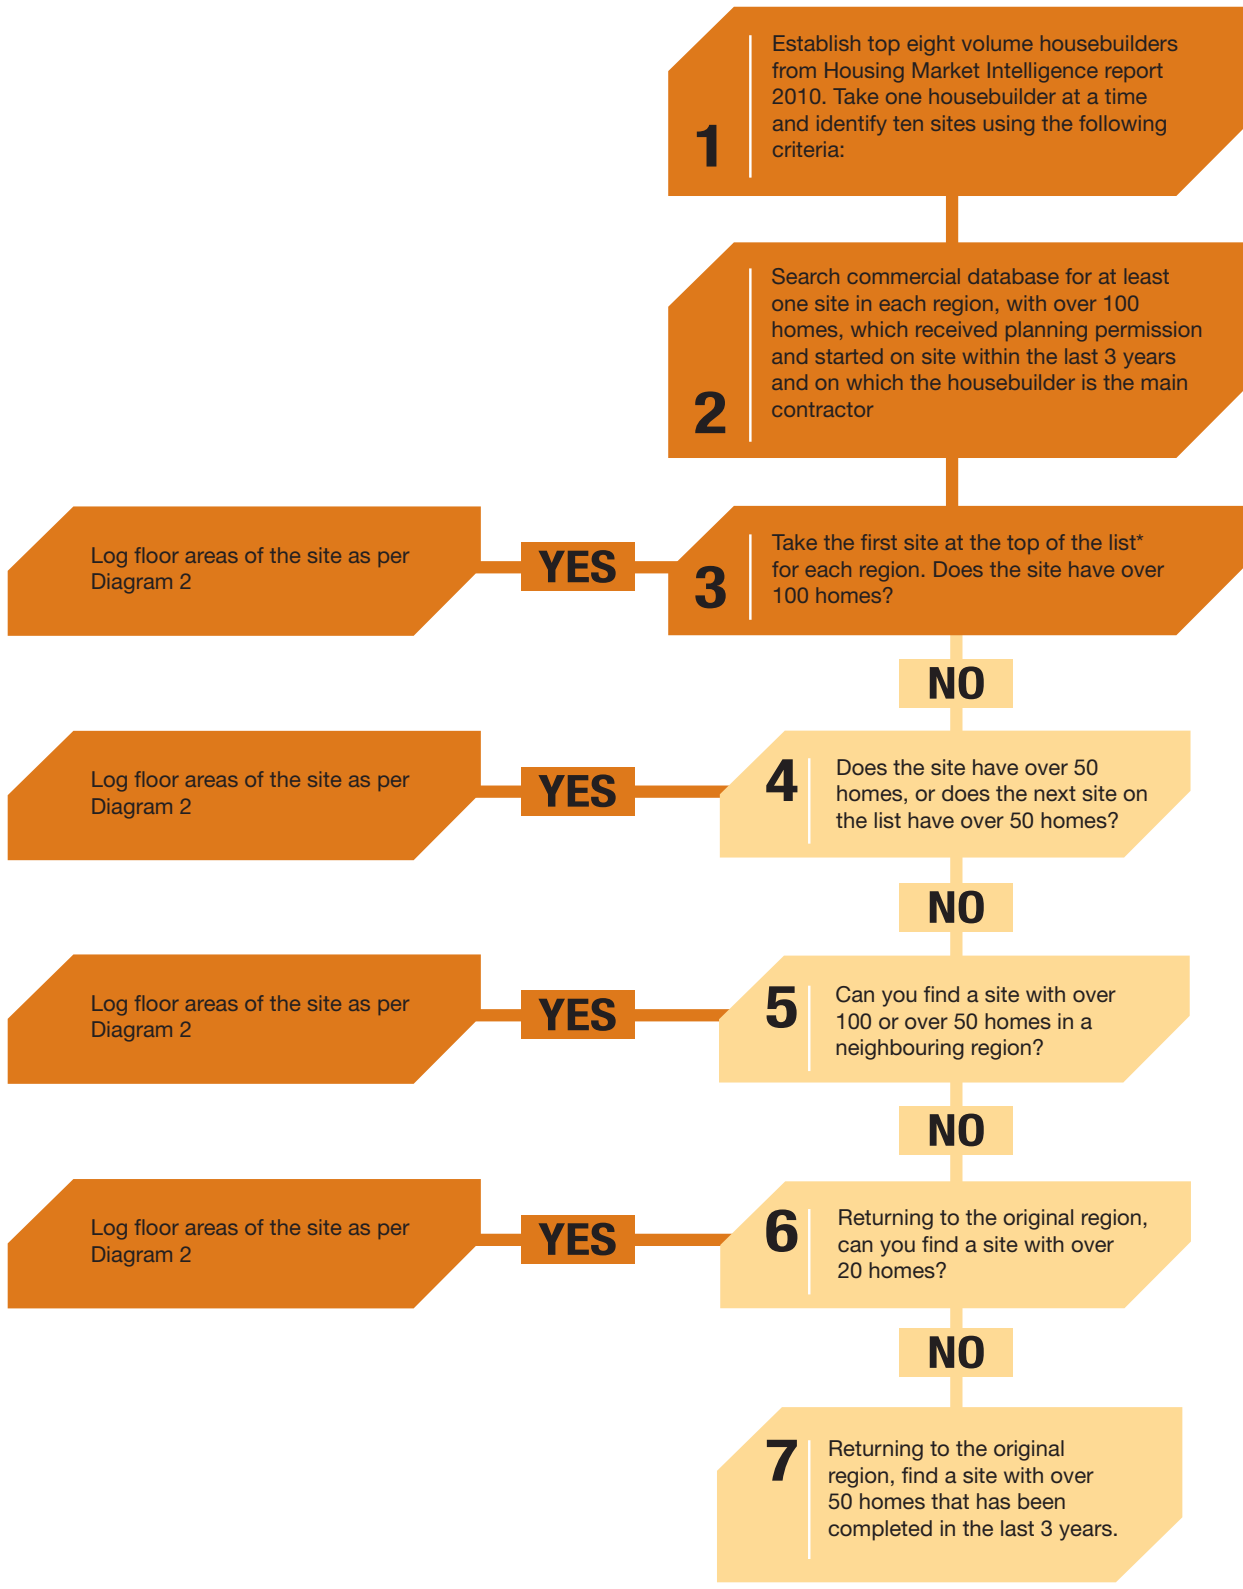 1
Establish top eight volume housebuilders
from Housing Market Intelligence report
2010. Take one housebuilder at a time
and identify ten sites using the following
criteria:
2
Search commercial database for at least
one site in each region, with over 100
homes, which received planning permission
and started on site within the last 3 years
and on which the housebuilder is the main
contractor
3
Take the first site at the top of the list*
for each region. Does the site have over
100 homes?
YES
Log floor areas of the site as per
Diagram 2
NO
4
Does the site have over 50
homes, or does the next site on
the list have over 50 homes?
YES
Log floor areas of the site as per
Diagram 2
NO
5
Can you find a site with over
100 or over 50 homes in a
neighbouring region?
YES
Log floor areas of the site as per
Diagram 2
NO
6
Returning to the original region,
can you find a site with over
20 homes?
YES
Log floor areas of the site as per
Diagram 2
NO
7
Returning to the original
region, find a site with over
50 homes that has been
completed in the last 3 years.